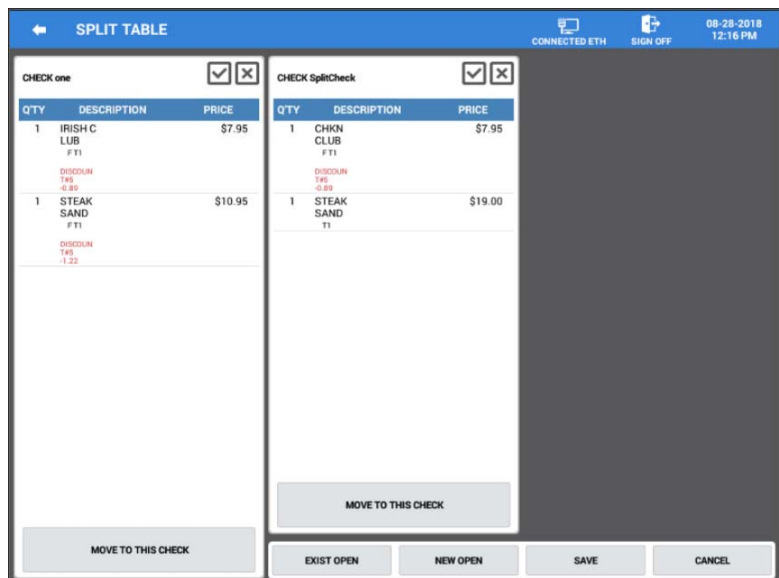 SPLIT TABLE
CONNECTED ETH
SIGN OFF
08-28-2018
12:16 PM
CHECK one
Q'TY DESCRIPTION PRICE
1 IRISH C $7.95
LUB
FT1
DISCOUN
T#5
-0.89
1 STEAK $10.95
SAND
FT1
DISCOUN
T#5
-1.22
MOVE TO THIS CHECK
CHECK SplitCheck
Q'TY DESCRIPTION PRICE
1 CHKN $7.95
CLUB
FT1
DISCOUN
T#5
-0.89
1 STEAK $19.00
SAND
T1
MOVE TO THIS CHECK
EXIST OPEN
NEW OPEN
SAVE
CANCEL